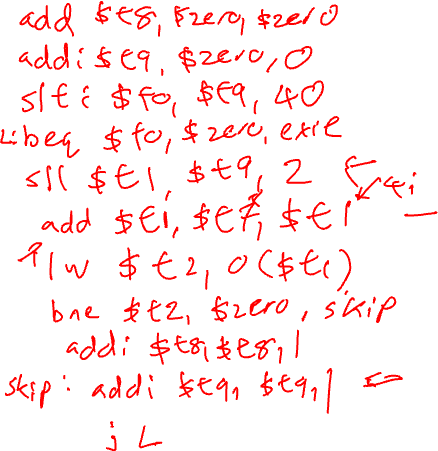 add $t8, $zero, $zero
addi $t9, $zero, 0
slti $t0, $t9, 40
L: beq $t0, $zero, exit
sll $t1, $t9, 2
4i
add $t1, $t7, $t1
lw $t2, 0($t1)
bne $t2, $zero, skip
addi $t8, $t8, 1
skip: addi $t9, $t9, 1
j L